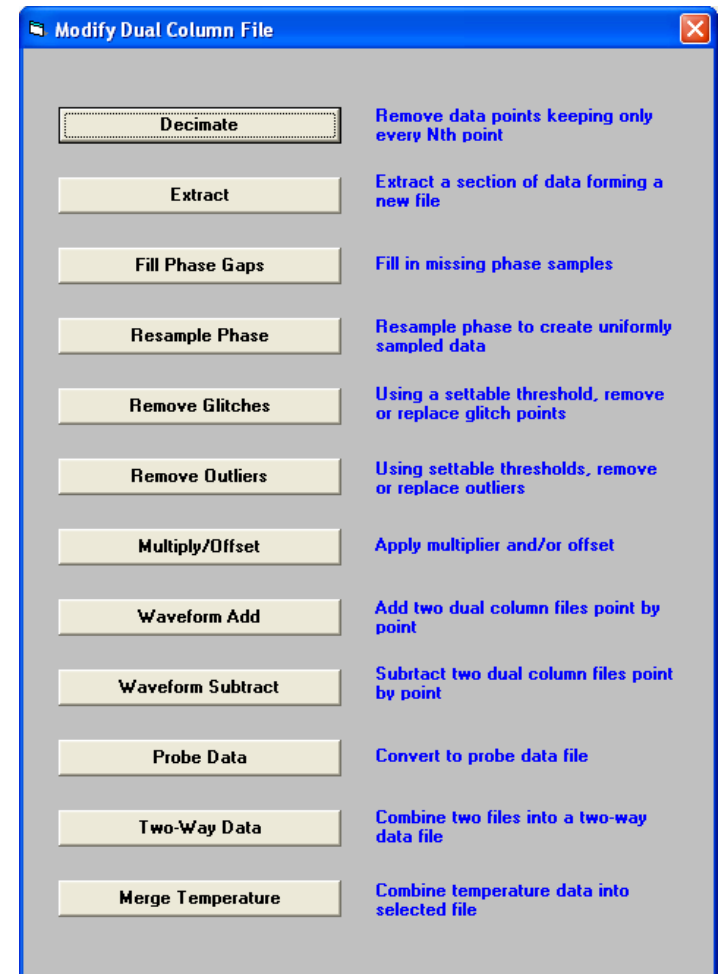 Modify Dual Column File
Decimate
Remove data points keeping only
every Nth point
Extract
Extract a section of data forming a
new file
Fill Phase Gaps
Fill in missing phase samples
Resample Phase
Resample phase to create uniformly
sampled data
Remove Glitches
Using a settable threshold, remove
or replace glitch points
Remove Outliers
Using settable thresholds, remove
or replace outliers
Multiply/Offset
Apply multiplier and/or offset
Waveform Add
Add two dual column files point by
point
Waveform Subtract
Subrtact two dual column files point
by point
Probe Data
Convert to probe data file
Two-Way Data
Combine two files into a two-way
data file
Merge Temperature
Combine temperature data into
selected file